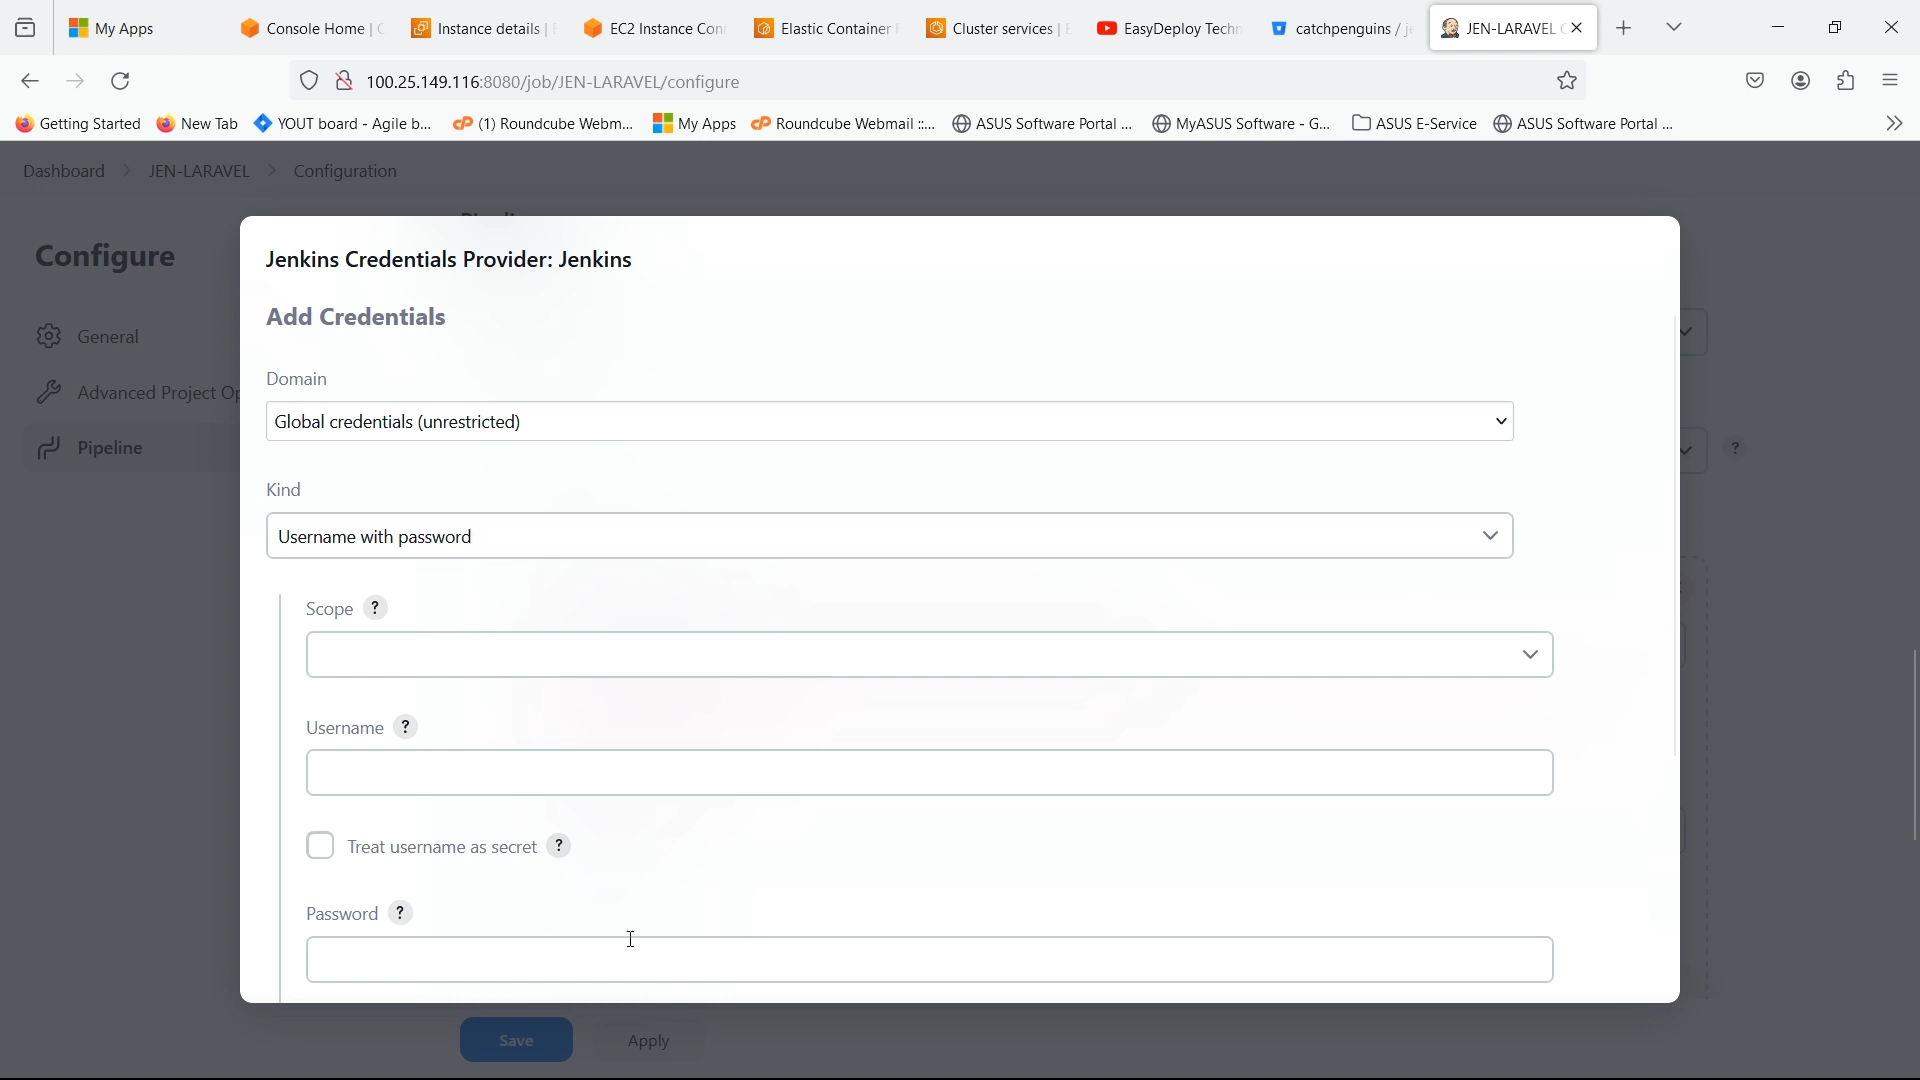 My Apps
Console Home | C
Instance details | E
EC2 Instance Con
Elastic Container
Cluster services | E
EasyDeploy Techn
catchpenguins / je
JEN-LARAVEL C
100.25.149.116:8080/job/JEN-LARAVEL/configure
Getting Started
New Tab
YOUT board - Agile b...
(1) Roundcube Webm...
My Apps
Roundcube Webmail ::...
ASUS Software Portal ...
MyASUS Software - G...
ASUS E-Service
ASUS Software Portal ...
Dashboard > JEN-LARAVEL > Configuration
Configure
General
Advanced Project Op
Pipeline
Jenkins Credentials Provider: Jenkins
Add Credentials
Domain
Global credentials (unrestricted)
Kind
Username with password
Scope ?
Username ?
Treat username as secret ?
Password ?
?
Save
Apply